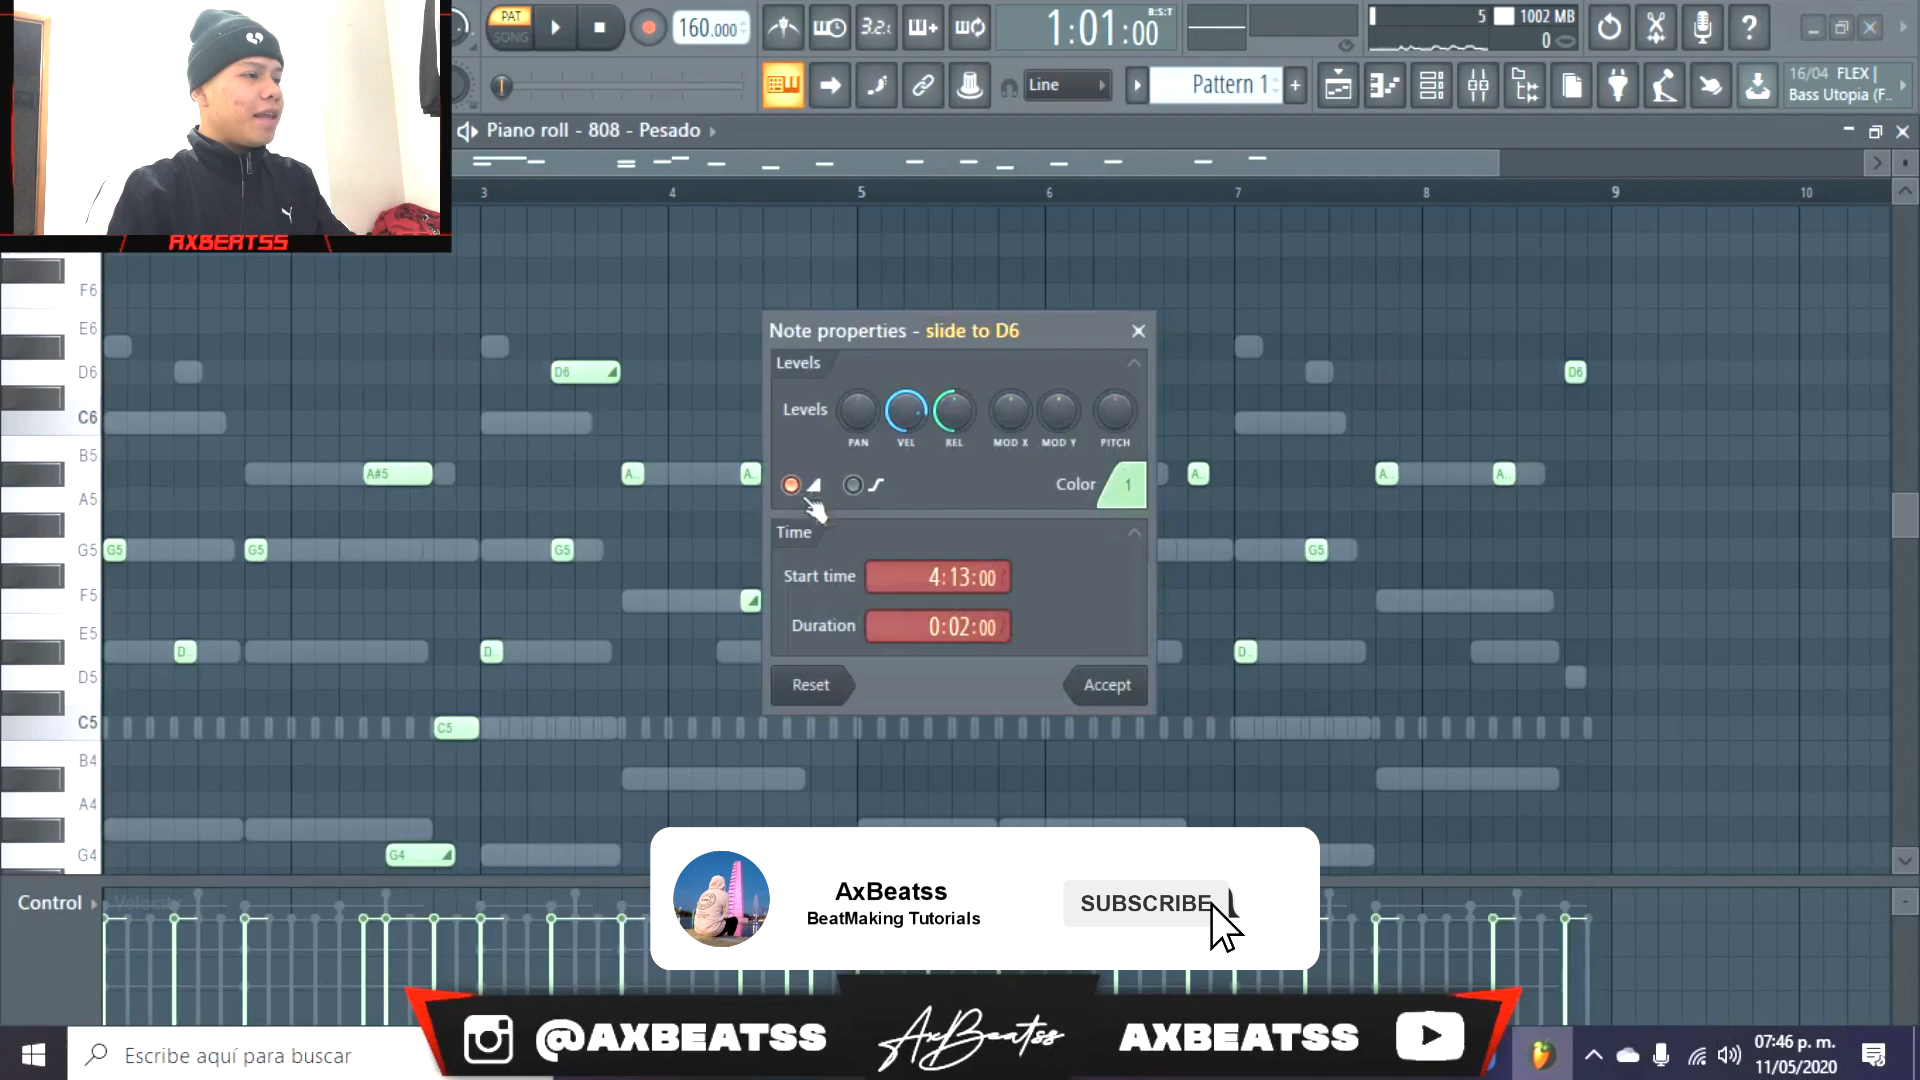 PAT
SONG
160.000
3.2.
1:01:00
B:S:T
5
1002 MB
0
Line
Pattern 1
16/04 FLEX |
Bass Utopia (F..
Piano roll - 808 - Pesado
3 4 5 6 7 8 9 10
AXBEATSS
F6
E6
D6
C6
B5
A5
G5
F5
E5
D5
C5
B4
A4
G4
D6
D6
A#5
A..
A..
A..
A..
A..
G5
G5
G5
G5
D..
D..
D..
C5
G4
Note properties - slide to D6
Levels
Levels
PAN VEL REL MOD X MOD Y PITCH
Color 1
Time
Start time 4:13:00
Duration 0:02:00
Reset
Accept
Control
Velocity
AxBeatss
BeatMaking Tutorials
SUBSCRIBE
@AXBEATSS
AxBeatss
AXBEATSS
Escribe aquí para buscar
07:46 p. m.
11/05/2020